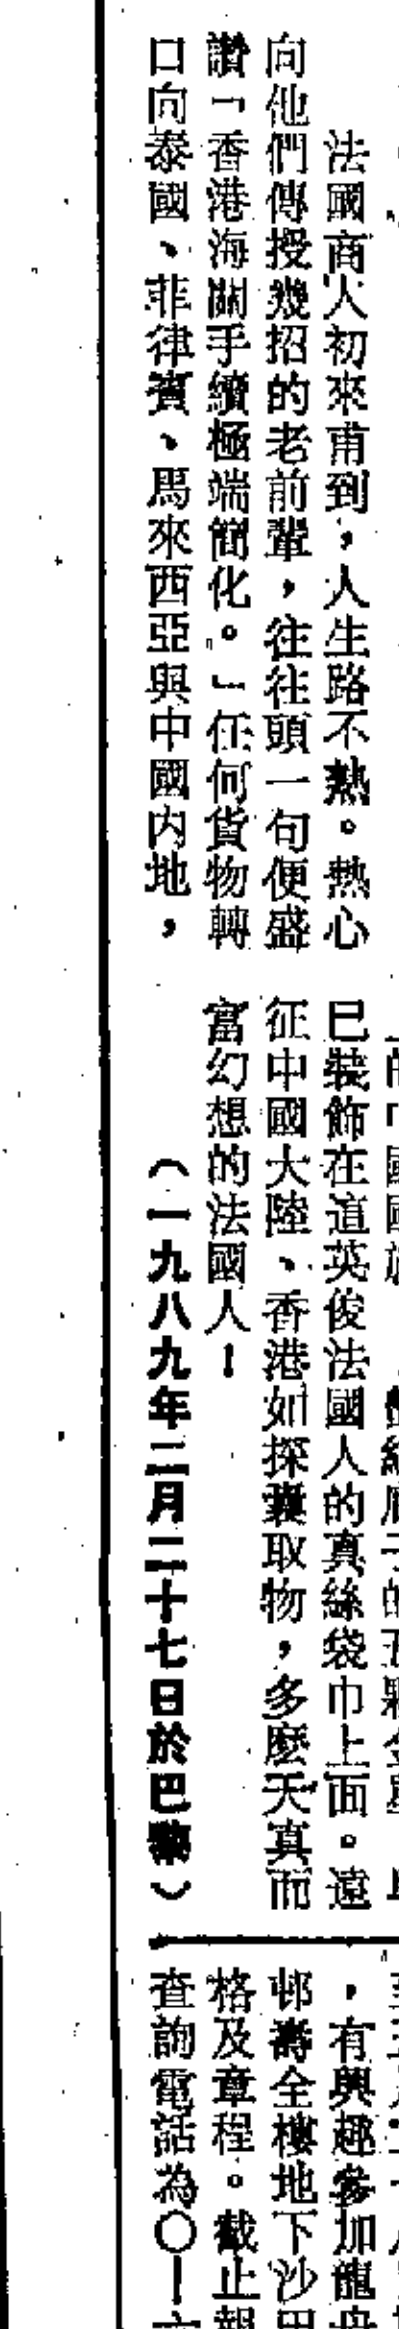 法國商人初來甫到，人生路不熟。熱心
向他們傳授幾招的老前輩，往往頭一句便盛
讚「香港海關手續極端簡化。」任何貨物轉
口向泰國、菲律賓、馬來西亞與中國內地，
已裝飾在這英俊法國人的真絲袋巾上面。遠
征中國大陸、香港如探囊取物，多麼天真而
富幻想的法國人！
（一九八九年二月二十七日於巴黎）
，有興趣參加龍舟
邨壽全樓地下沙田
格及章程。截止報
查詢電話為〇—六